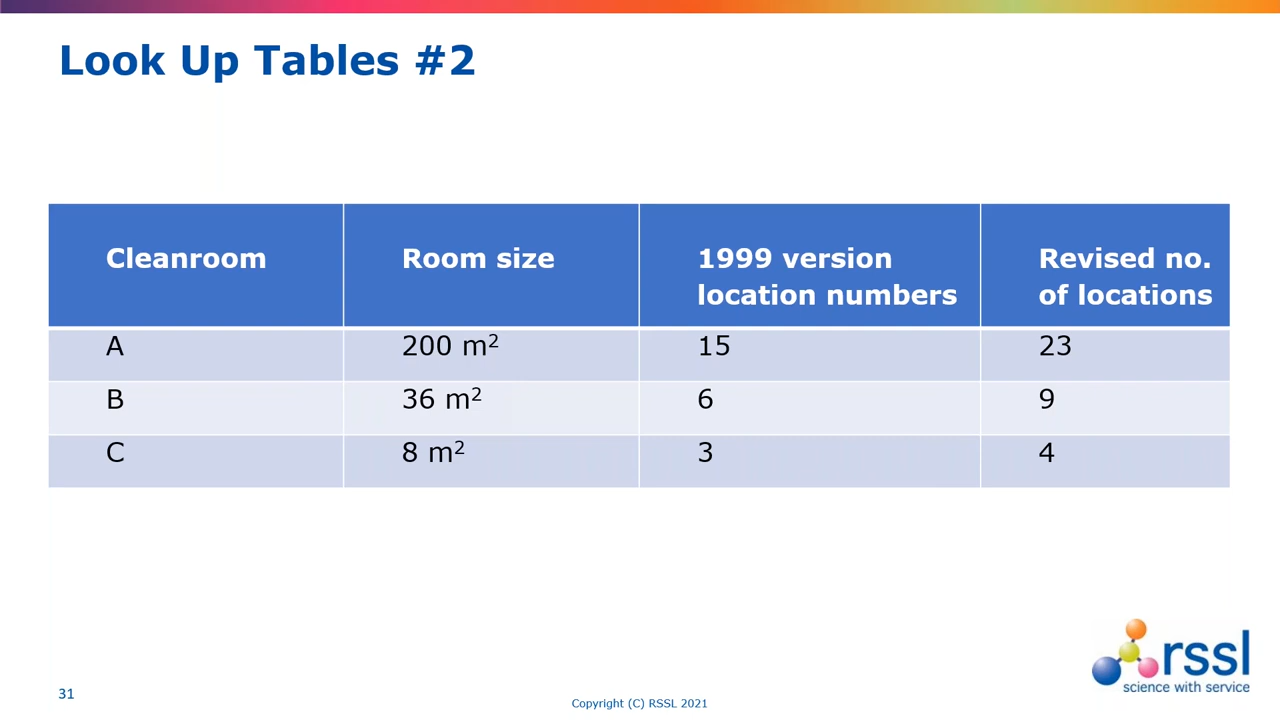 Look Up Tables #2
Cleanroom
Room size
1999 version
location numbers
Revised no.
of locations
A
200 m²
15
23
B
36 m²
6
9
C
8 m²
3
4
rssl
science with service
31
Copyright (C) RSSL 2021